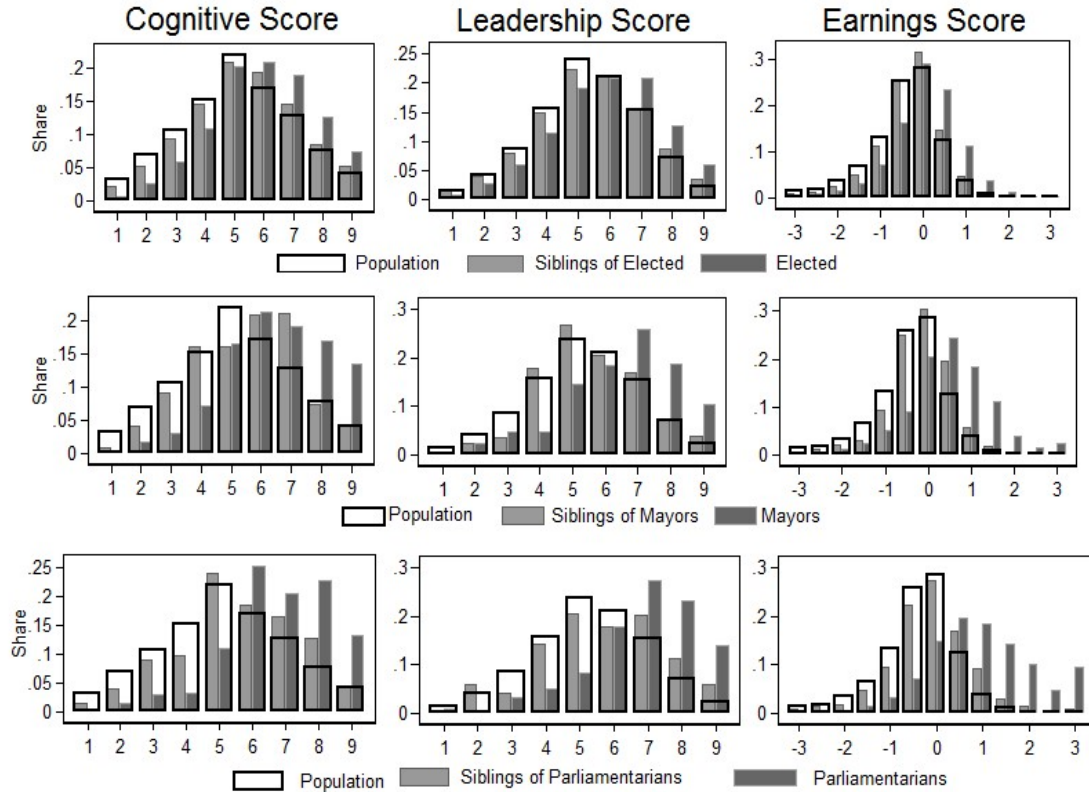 Cognitive Score Leadership Score Earnings Score
Share
.2
.15
.1
.05
0
1 2 3 4 5 6 7 8 9
.25
.2
.15
.1
.05
0
1 2 3 4 5 6 7 8 9
.3
.2
.1
0
-3 -2 -1 0 1 2 3
Population Siblings of Elected Elected
Share
.2
.15
.1
.05
0
1 2 3 4 5 6 7 8 9
.3
.2
.1
0
1 2 3 4 5 6 7 8 9
.3
.2
.1
0
-3 -2 -1 0 1 2 3
Population Siblings of Mayors Mayors
Share
.25
.2
.15
.1
.05
0
1 2 3 4 5 6 7 8 9
.3
.2
.1
0
1 2 3 4 5 6 7 8 9
.3
.2
.1
0
-3 -2 -1 0 1 2 3
Population Siblings of Parliamentarians Parliamentarians